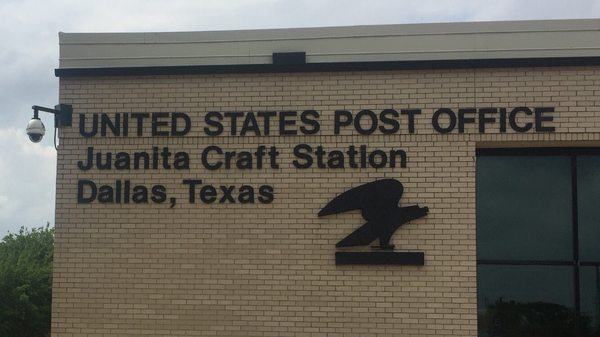 UNITED STATES POST OFFICE
Juanita Craft Station
Dallas, Texas